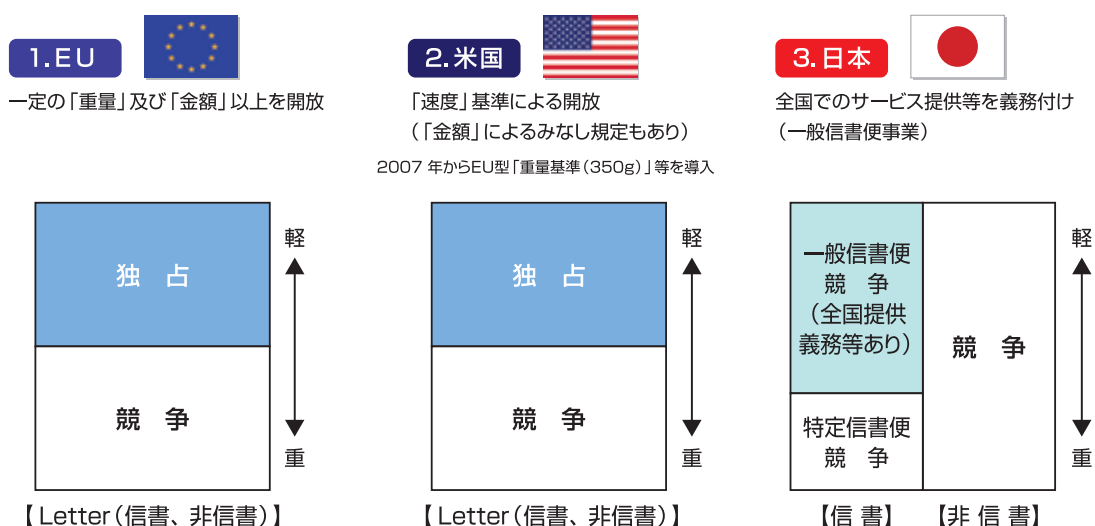 1.EU
一定の「重量」及び「金額」以上を開放
独 占
競 争
軽
重
【Letter(信書、非信書)】
2.米国
「速度」基準による開放
(「金額」によるみなし規定もあり)
2007 年からEU型「重量基準(350g)」等を導入
独 占
競 争
軽
重
【Letter(信書、非信書)】
3.日本
全国でのサービス提供等を義務付け
(一般信書便事業)
一般信書便
競 争
(全国提供
義務等あり)
特定信書便
競 争
競 争
軽
重
【信 書】
【非 信 書】